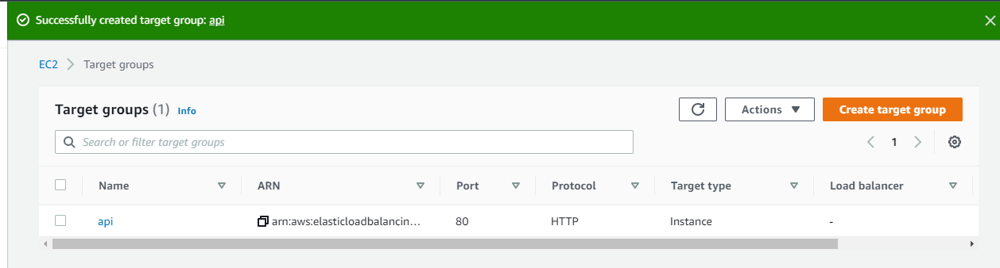 Successfully created target group: api
EC2 Target groups
Target groups (1) Info Actions Create target group
Search or filter target groups 1
Name ARN Port Protocol Target type Load balancer
api arn:aws:elasticloadbalancin... 80 HTTP Instance -